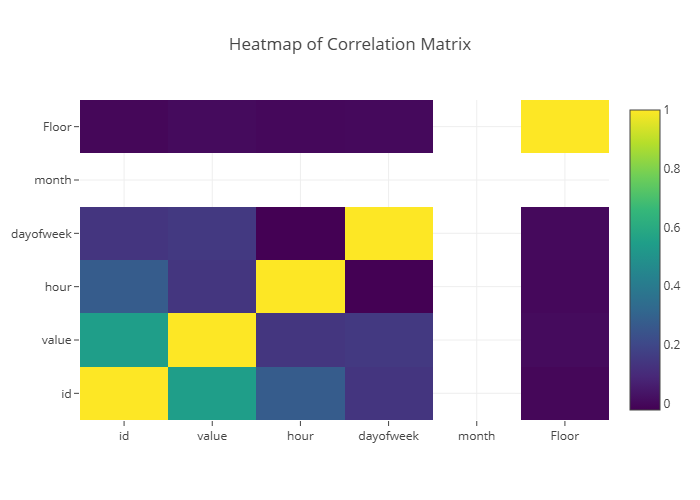 Heatmap of Correlation Matrix
Floor
month
dayofweek
hour
value
id
id value hour dayofweek month Floor
1
0.8
0.6
0.4
0.2
0